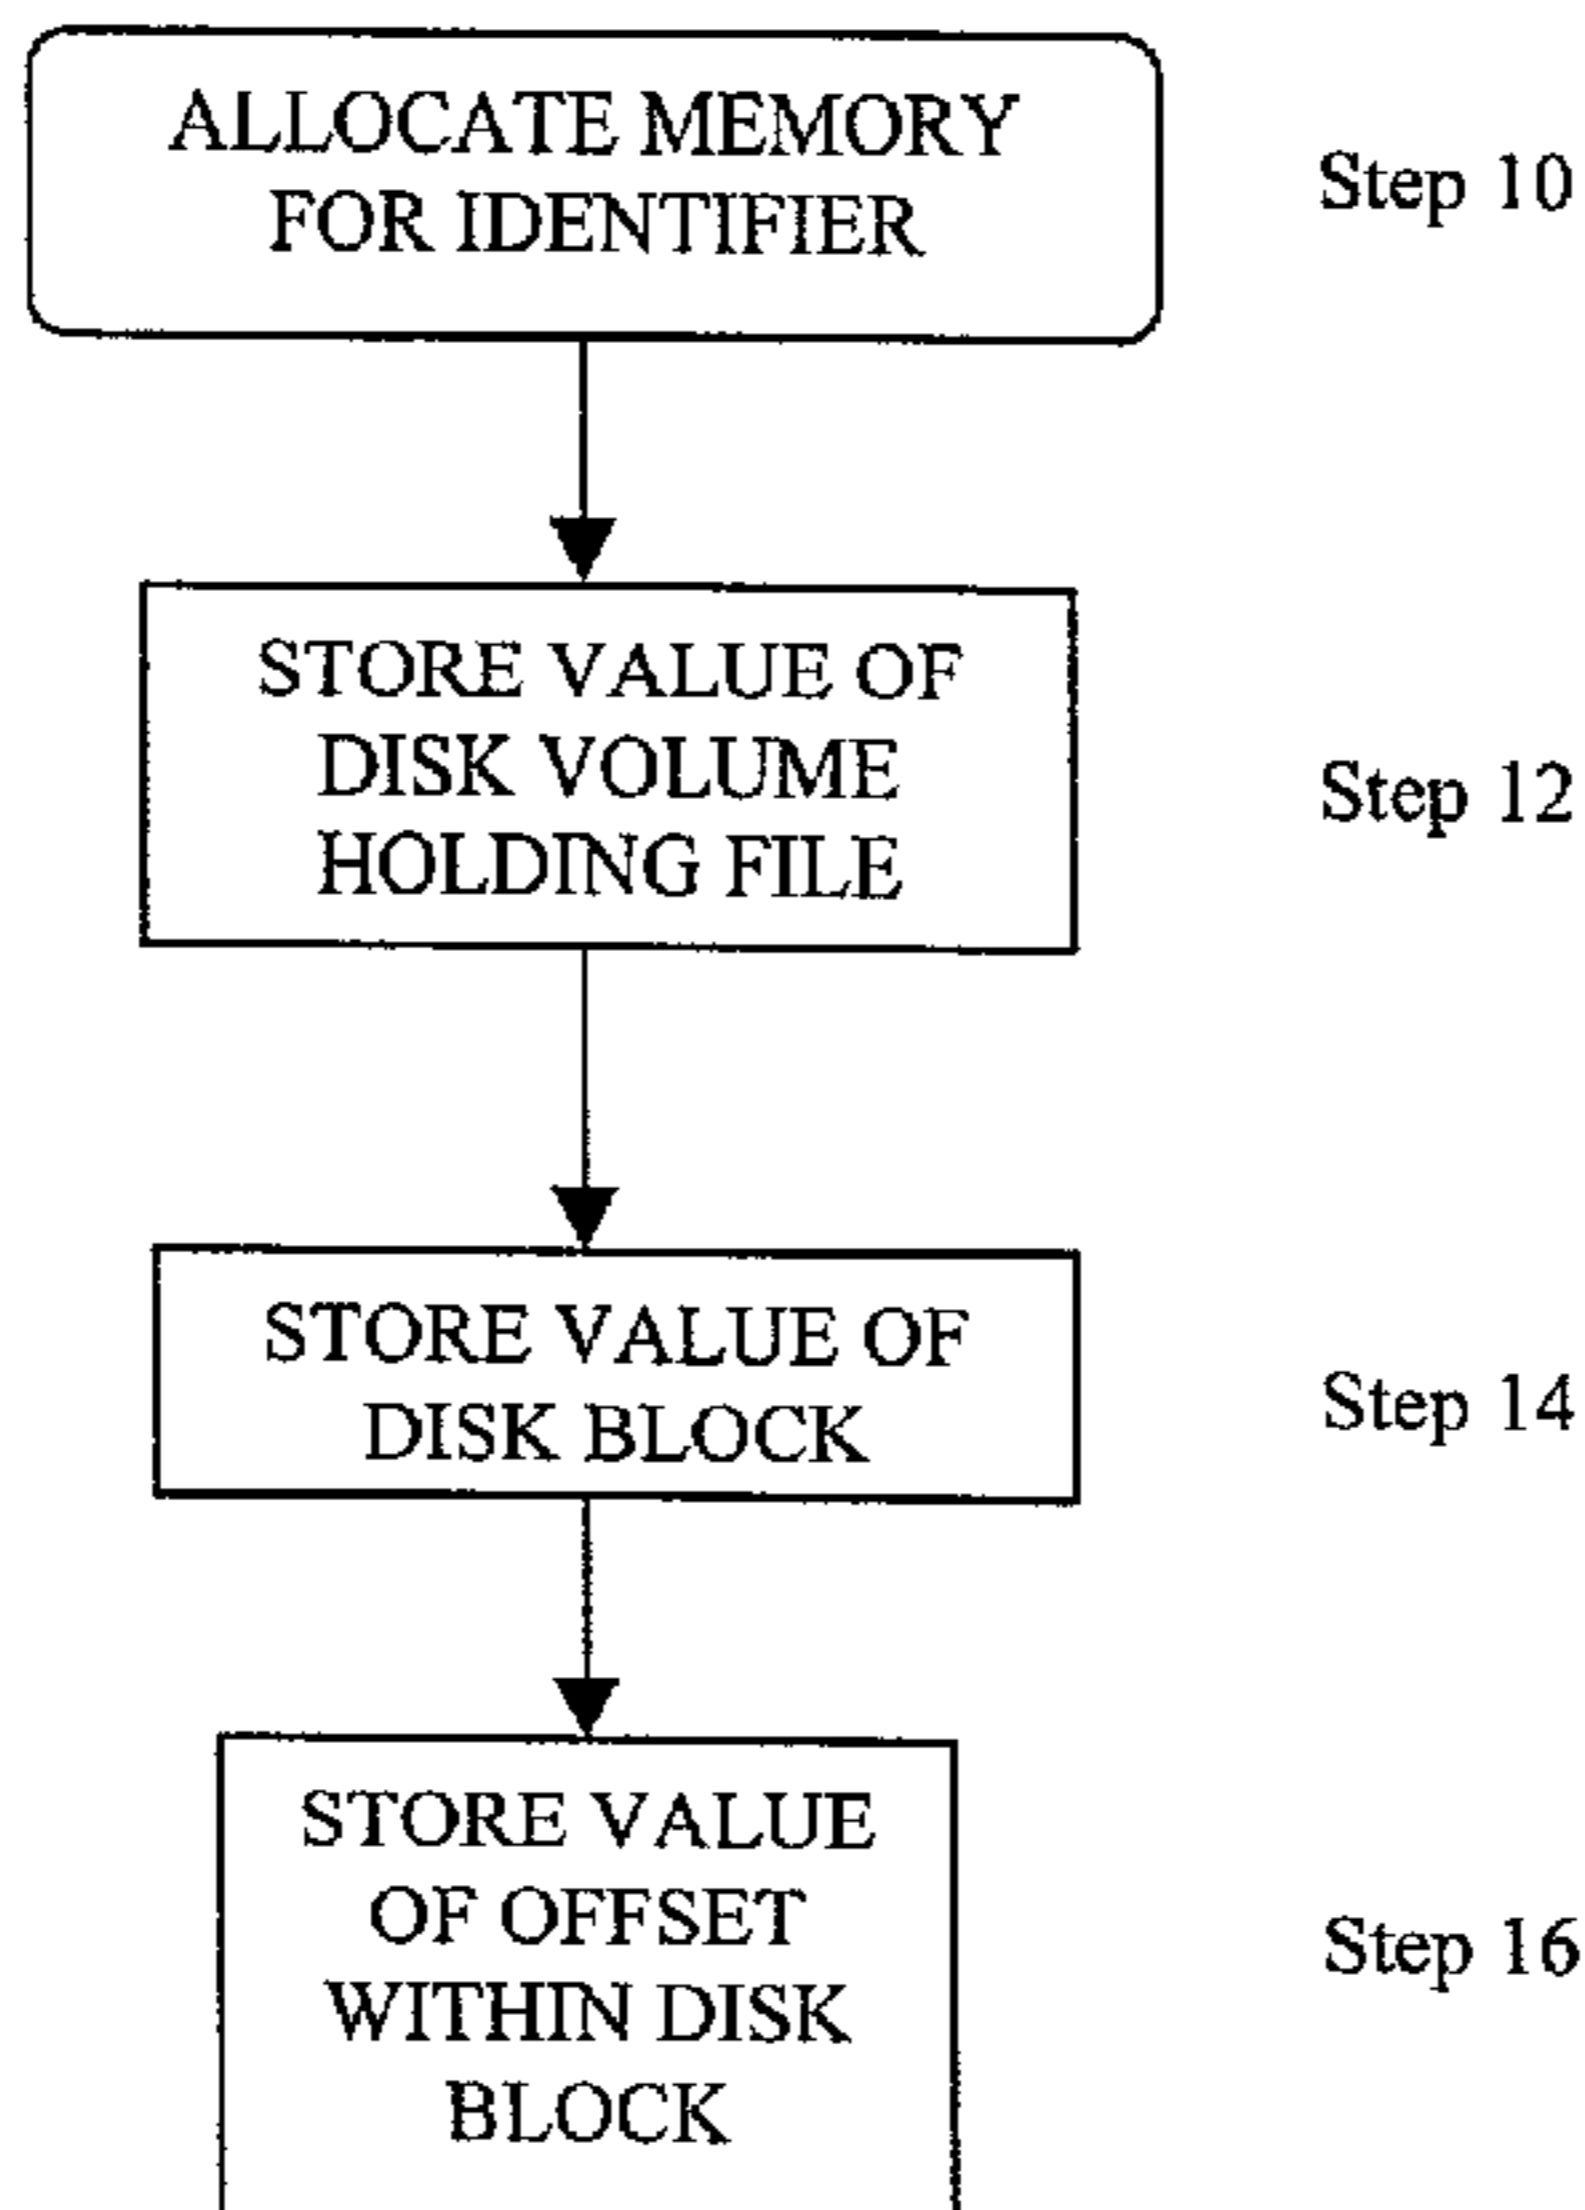 ALLOCATE MEMORY
FOR IDENTIFIER
Step 10
STORE VALUE OF
DISK VOLUME
HOLDING FILE
Step 12
STORE VALUE OF
DISK BLOCK
Step 14
STORE VALUE
OF OFFSET
WITHIN DISK
BLOCK
Step 16